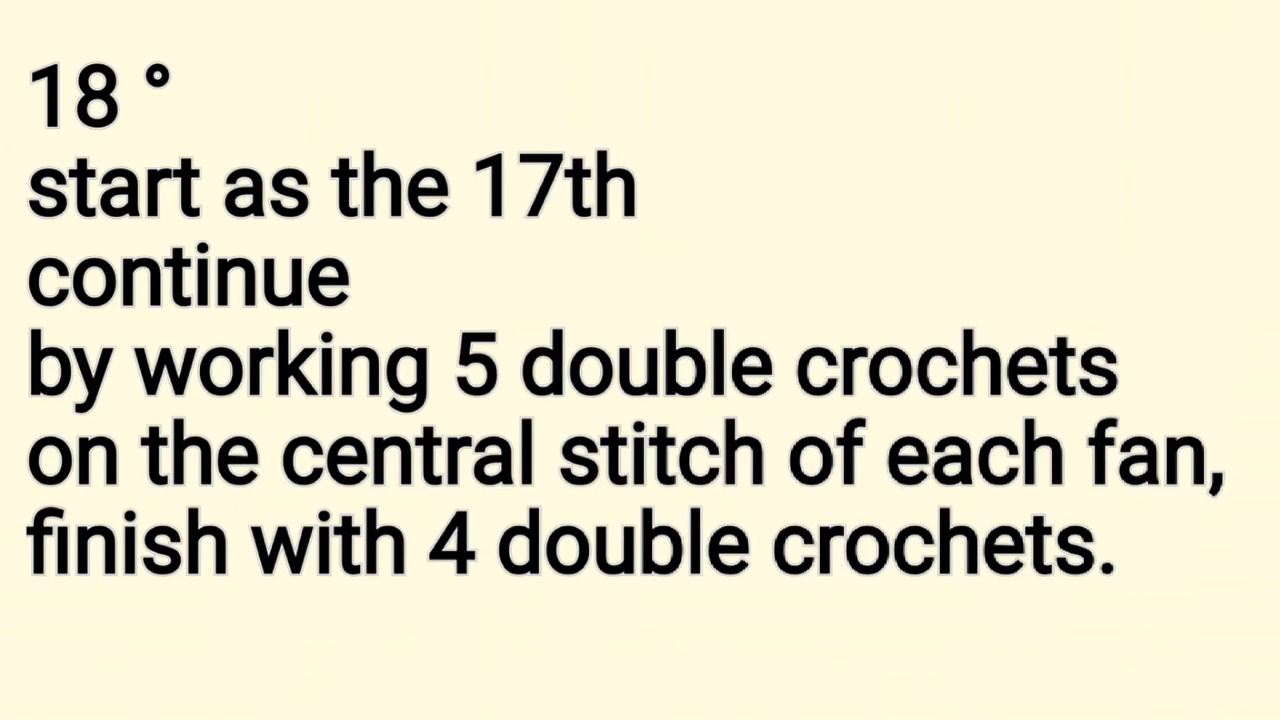 18 °
start as the 17th
continue
by working 5 double crochets
on the central stitch of each fan,
finish with 4 double crochets.